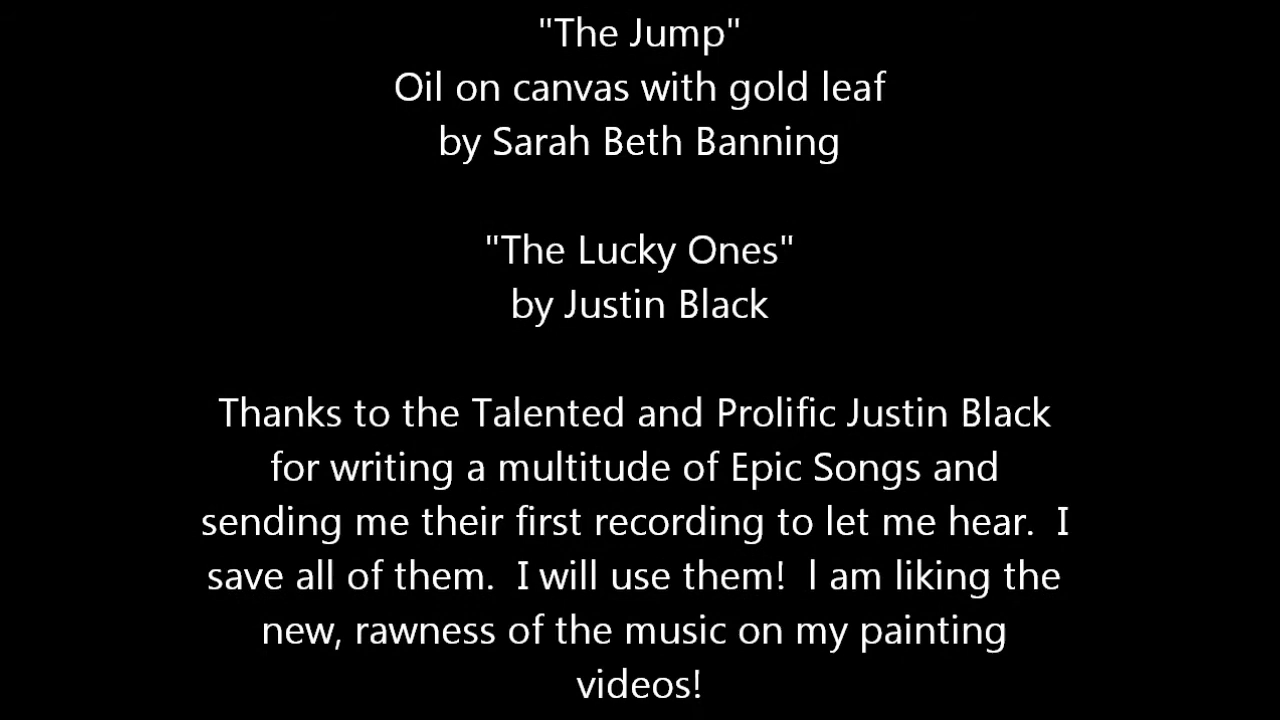 "The Jump"
Oil on canvas with gold leaf
by Sarah Beth Banning
"The Lucky Ones"
by Justin Black
Thanks to the Talented and Prolific Justin Black
for writing a multitude of Epic Songs and
sending me their first recording to let me hear.  I
save all of them.  I will use them!  I am liking the
new, rawness of the music on my painting
videos!